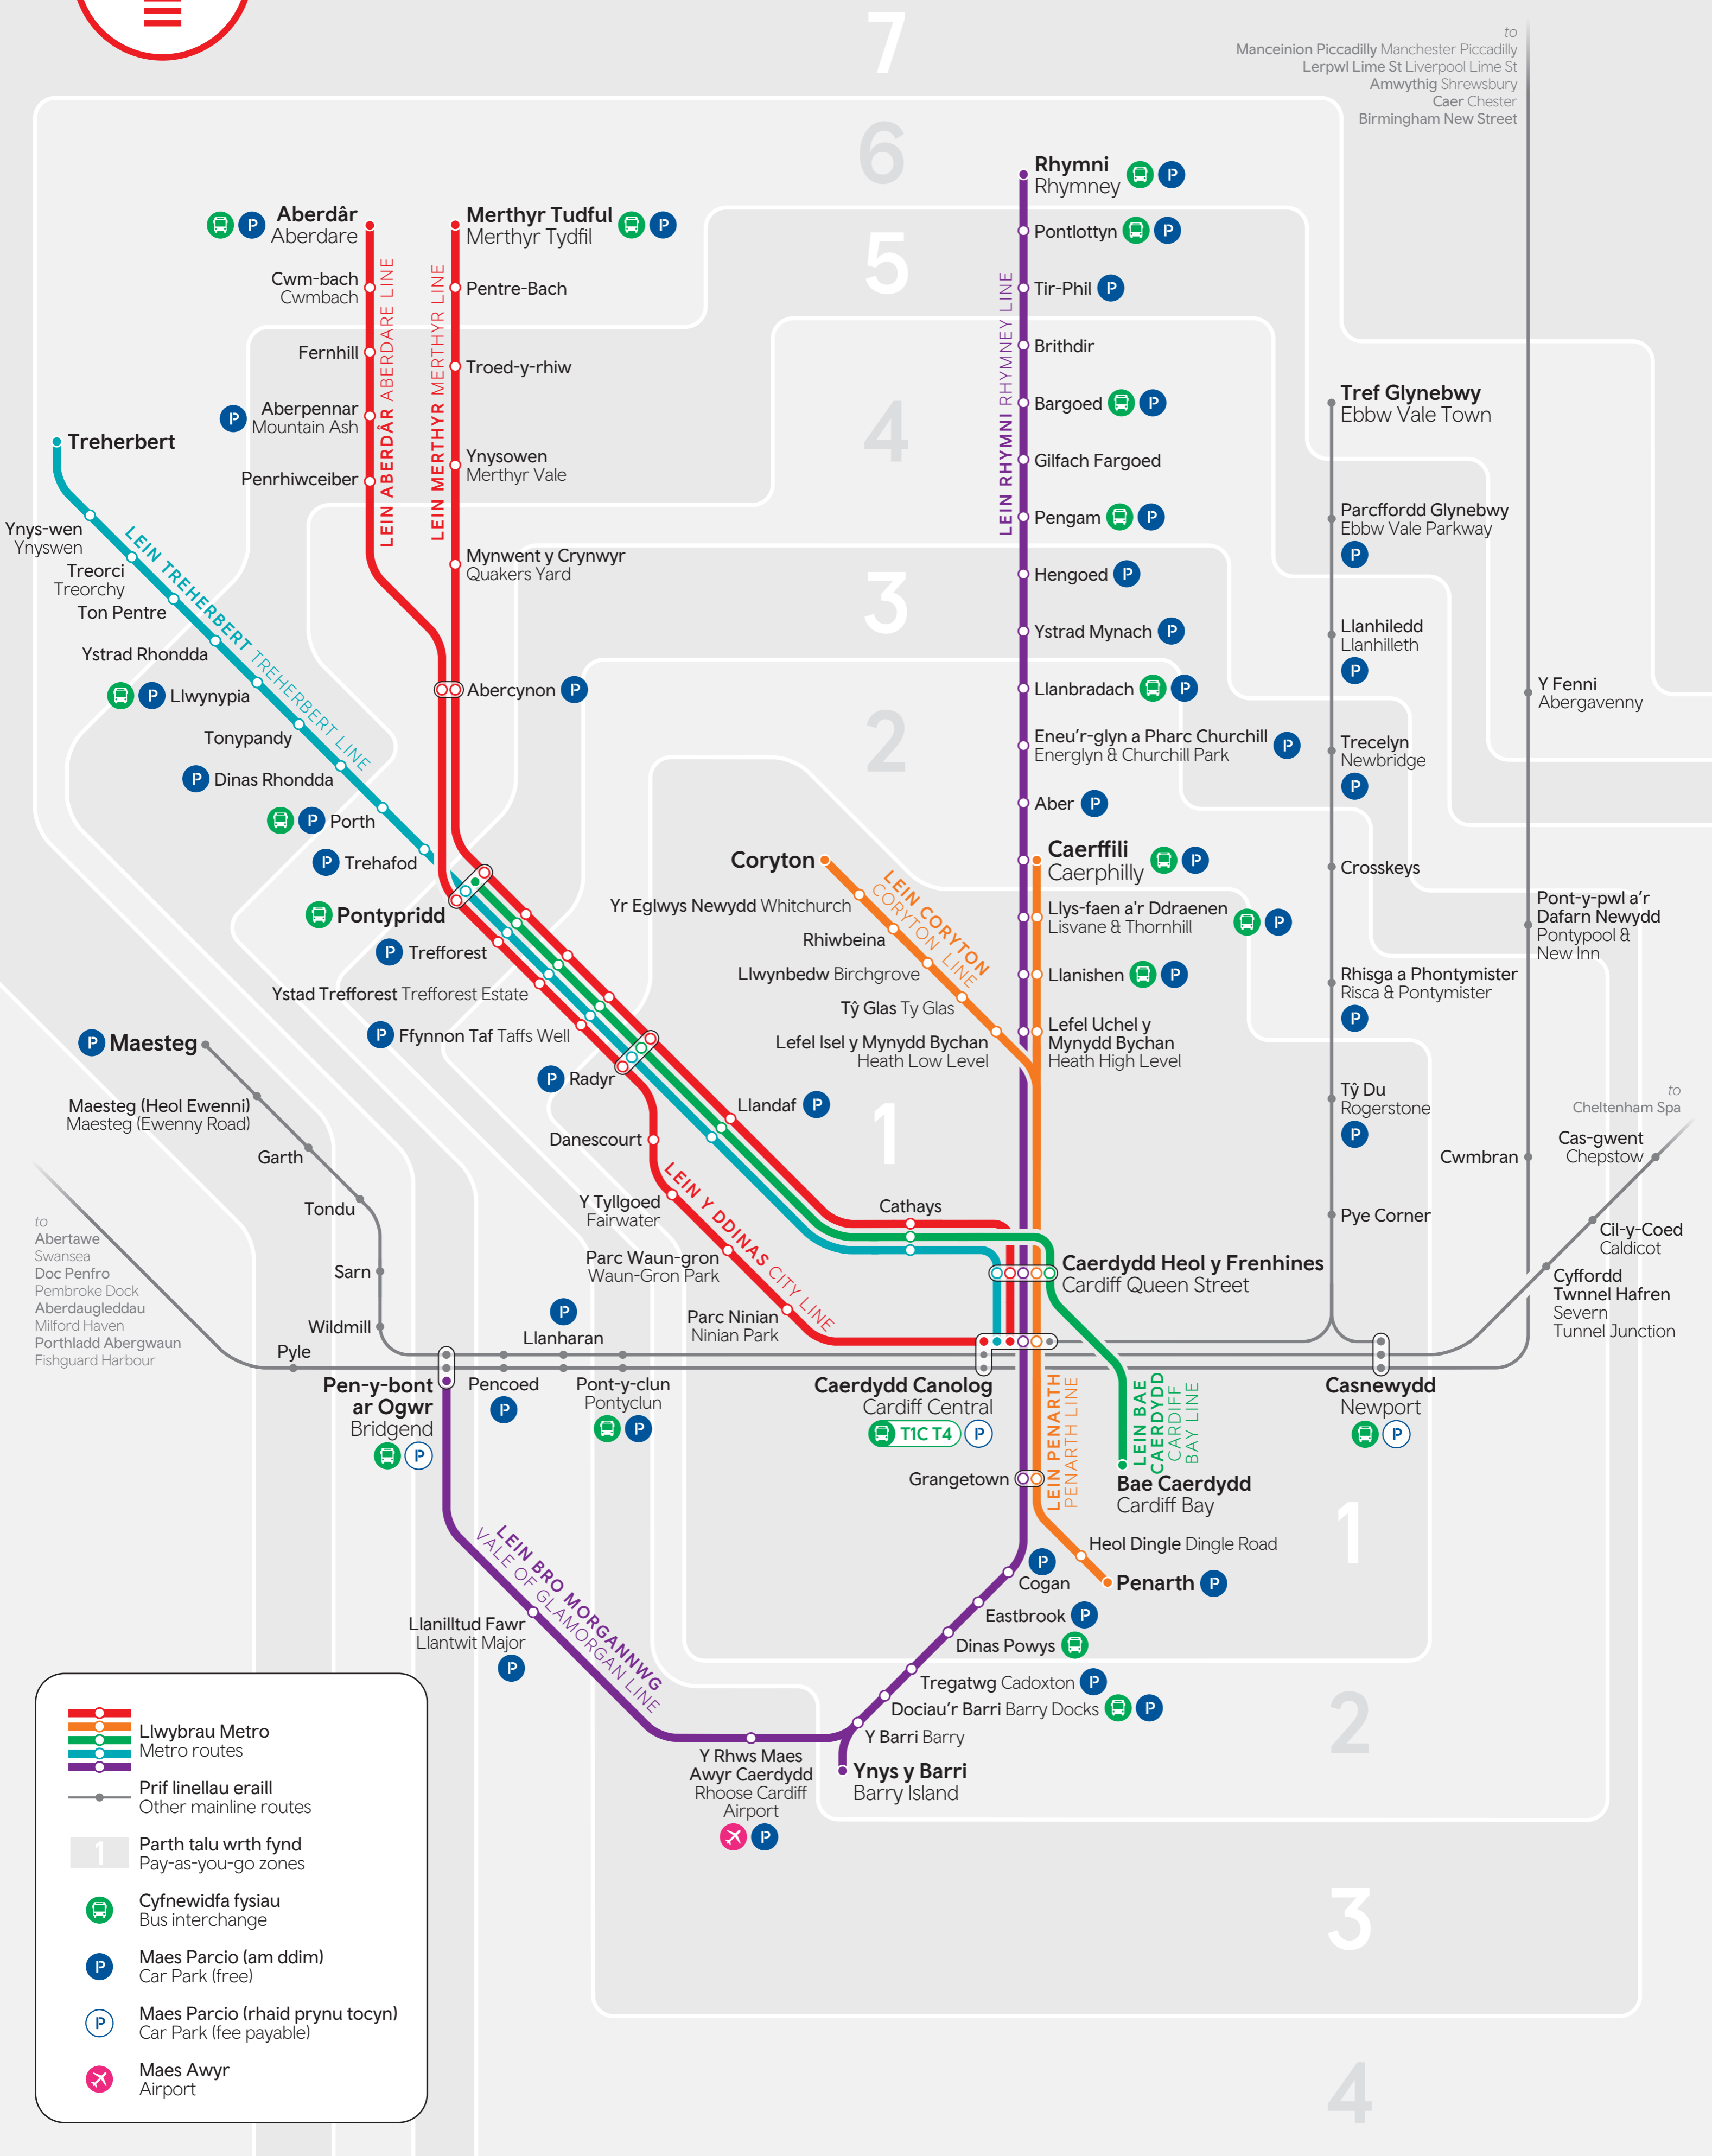 7
to
Manceinion Piccadilly Manchester Piccadilly
Lerpwl Lime St Liverpool Lime St
Amwythig Shrewsbury
Caer Chester
Birmingham New Street
6
Rhymni
Rhymney
Aberdâr
Aberdare
Merthyr Tudful
Merthyr Tydfil
Pontlottyn
5
Cwm-bach
Cwmbach
Pentre-Bach
Tir-Phil
Fernhill
Troed-y-rhiw
Brithdir
Aberpennar
Mountain Ash
Bargoed
Tref Glynebwy
Ebbw Vale Town
4
Treherbert
Penrhiwceiber
Ynysowen
Merthyr Vale
Gilfach Fargoed
LEIN ABERDÂR ABERDARE LINE
LEIN MERTHYR MERTHYR LINE
LEIN RHYMNI RHYMNEY LINE
Ynys-wen
Ynyswen
Pengam
Parcffordd Glynebwy
Ebbw Vale Parkway
Treorci
Treorchy
Mynwent y Crynwyr
Quakers Yard
Hengoed
3
Ton Pentre
LEIN TREHERBERT TREHERBERT LINE
Ystrad Rhondda
Ystrad Mynach
Llanhiledd
Llanhilleth
Llwynypia
Abercynon
Llanbradach
Y Fenni
Abergavenny
Tonypandy
2
Eneu'r-glyn a Pharc Churchill
Energlyn & Churchill Park
Trecelyn
Newbridge
Dinas Rhondda
Porth
Aber
Trehafod
Coryton
Caerffili
Caerphilly
Crosskeys
Pontypridd
Yr Eglwys Newydd Whitchurch
LEIN CORYTON
CORYTON LINE
Llys-faen a'r Ddraenen
Lisvane & Thornhill
Pont-y-pwl a'r
Dafarn Newydd
Pontypool &
New Inn
Trefforest
Rhiwbeina
Llwynbedw Birchgrove
Llanishen
Rhisga a Phontymister
Risca & Pontymister
Ystad Trefforest Trefforest Estate
Tŷ Glas Ty Glas
Ffynnon Taf Taffs Well
Lefel Isel y Mynydd Bychan
Heath Low Level
Lefel Uchel y
Mynydd Bychan
Heath High Level
Maesteg
Radyr
Maesteg (Heol Ewenni)
Maesteg (Ewenny Road)
Llandaf
1
Tŷ Du
Rogerstone
to
Cheltenham Spa
Garth
Danescourt
Cwmbran
Cas-gwent
Chepstow
Tondu
Y Tyllgoed
Fairwater
LEIN Y DDINAS CITY LINE
Cathays
Pye Corner
Cil-y-Coed
Caldicot
to
Abertawe
Swansea
Doc Penfro
Pembroke Dock
Aberdaugleddau
Milford Haven
Porthladd Abergwaun
Fishguard Harbour
Sarn
Parc Waun-gron
Waun-Gron Park
Caerdydd Heol y Frenhines
Cardiff Queen Street
Cyffordd
Twnnel Hafren
Severn
Tunnel Junction
Wildmill
Llanharan
Parc Ninian
Ninian Park
Pyle
Pen-y-bont
ar Ogwr
Bridgend
Pencoed
Pont-y-clun
Pontyclun
Caerdydd Canolog
Cardiff Central
T1C T4
Casnewydd
Newport
LEIN PENARTH
PENARTH LINE
LEIN BAE
CAERDYDD
CARDIFF
BAY LINE
Grangetown
Bae Caerdydd
Cardiff Bay
1
Heol Dingle Dingle Road
Cogan
Penarth
LEIN BRO MORGANNWG
VALE OF GLAMORGAN LINE
Eastbrook
Llanilltud Fawr
Llantwit Major
Dinas Powys
Tregatwg Cadoxton
Dociau'r Barri Barry Docks
2
Y Barri Barry
Y Rhws Maes
Awyr Caerdydd
Rhoose Cardiff
Airport
Ynys y Barri
Barry Island
3
4
Llwybrau Metro
Metro routes
Prif linellau eraill
Other mainline routes
1
Parth talu wrth fynd
Pay-as-you-go zones
Cyfnewidfa fysiau
Bus interchange
P
Maes Parcio (am ddim)
Car Park (free)
P
Maes Parcio (rhaid prynu tocyn)
Car Park (fee payable)
Maes Awyr
Airport